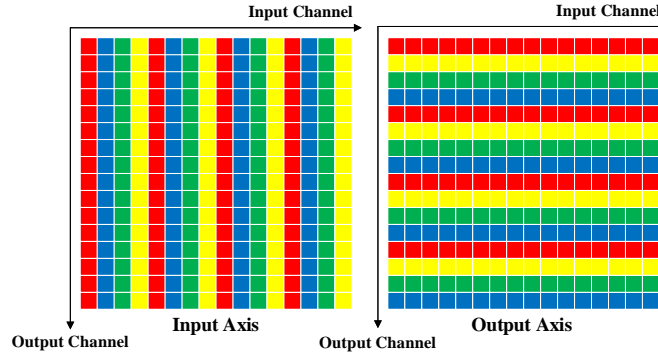 Input Channel
Input Channel
Input Axis
Output Axis
Output Channel
Output Channel